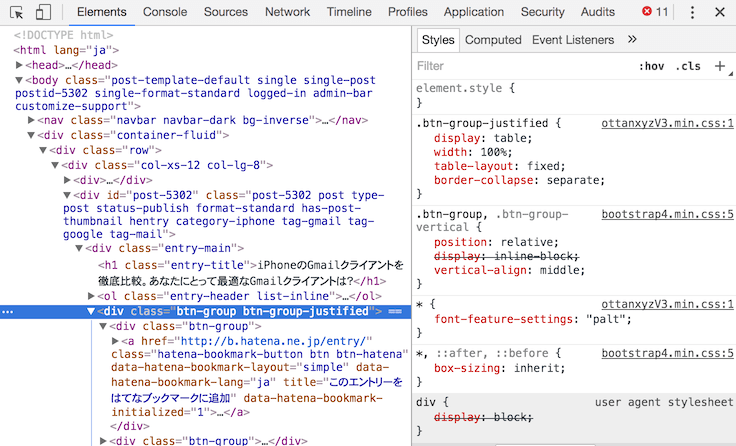 Elements Console Sources Network Timeline Profiles Application Security Audits 11
<!DOCTYPE html>
<html lang="ja">
<head>…</head>
<body class="post-template-default single single-post
postid-5302 single-format-standard logged-in admin-bar
customize-support">
<nav class="navbar navbar-dark bg-inverse">…</nav>
<div class="container-fluid">
<div class="row">
<div class="col-xs-12 col-lg-8">
<div>…</div>
<div id="post-5302" class="post-5302 post type-
post status-publish format-standard has-post-
thumbnail hentry category-iphone tag-gmail tag-
google tag-mail">
<div class="entry-main">
<h1 class="entry-title">iPhoneのGmailクライアントを
徹底比較。あなたにとって最適なGmailクライアントは?</h1>
<ol class="entry-header list-inline">…</ol>
… <div class="btn-group btn-group-justified"> ==
<div class="btn-group">
<a href="http://b.hatena.ne.jp/entry/"
class="hatena-bookmark-button btn btn-hatena"
data-hatena-bookmark-layout="simple" data-
hatena-bookmark-lang="ja" title="このエントリーを
はてなブックマークに追加" data-hatena-bookmark-
initialized="1">…</a>
</div>
<div class="btn-group">…</div>
Styles Computed Event Listeners »
Filter :hov .cls +
element.style {
}
.btn-group-justified { ottanxyzV3.min.css:1
display: table;
width: 100%;
table-layout: fixed;
border-collapse: separate;
}
.btn-group, .btn-group- bootstrap4.min.css:5
vertical {
position: relative;
display: inline-block;
vertical-align: middle;
}
* { ottanxyzV3.min.css:1
font-feature-settings: "palt";
}
*, ::after, ::before { bootstrap4.min.css:5
box-sizing: inherit;
}
div { user agent stylesheet
display: block;
}